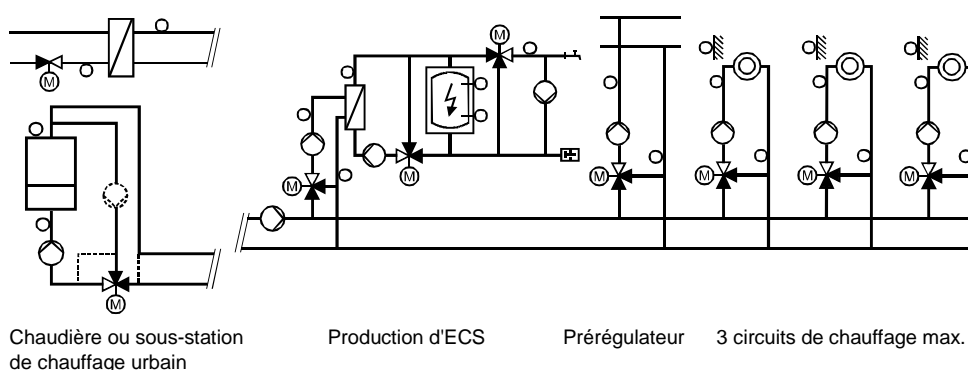 M
M
M
M
M
M
M
M
M
Chaudière ou sous-station
de chauffage urbain
Production d'ECS
Prérégulateur
3 circuits de chauffage max.